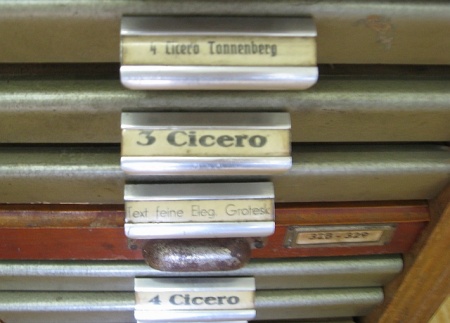 4 Cicero Tannenberg
3 Cicero
Text feine Eleg. Grotesk
328-329
4 Cicero